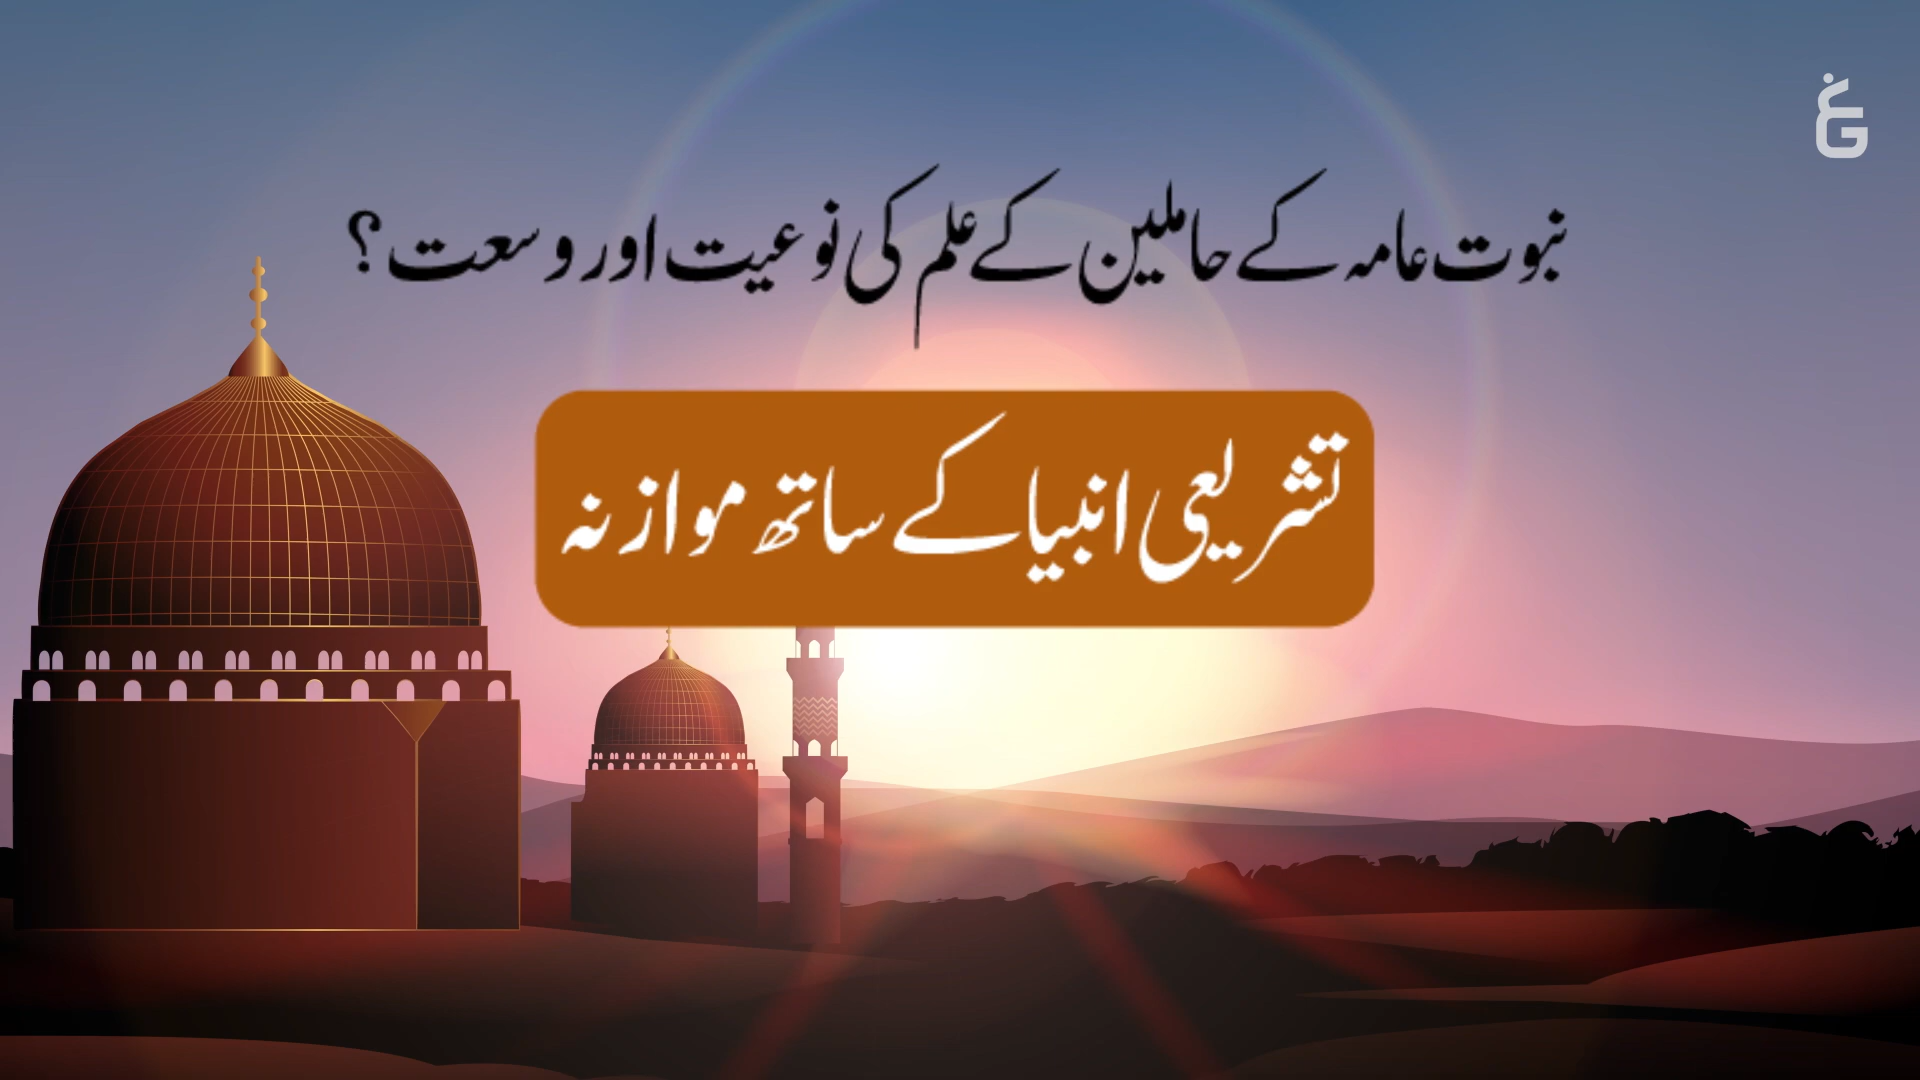 نبوت عامہ کے حاملین کے علم کی نوعیت اور وسعت؟
تشریعی انبیا کے ساتھ موازنہ